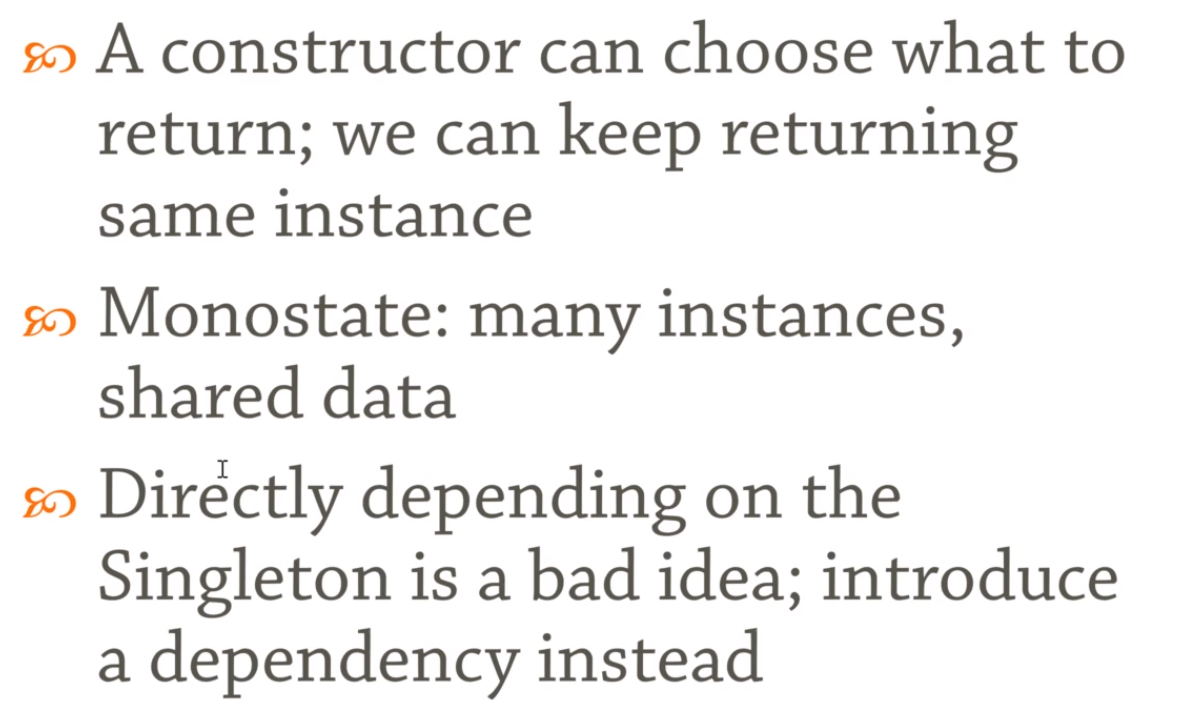 A constructor can choose what to
return; we can keep returning
same instance
Monostate: many instances,
shared data
Directly depending on the
Singleton is a bad idea; introduce
a dependency instead